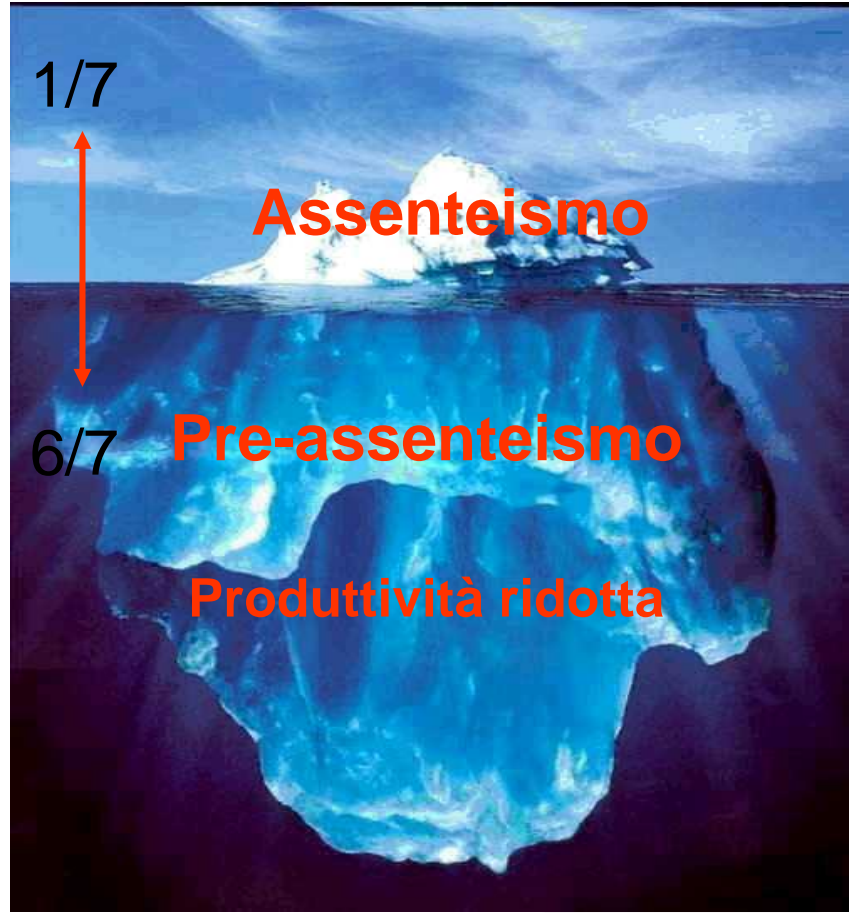 1/7
Assenteismo
Pre-assenteismo
6/7
Produttività ridotta